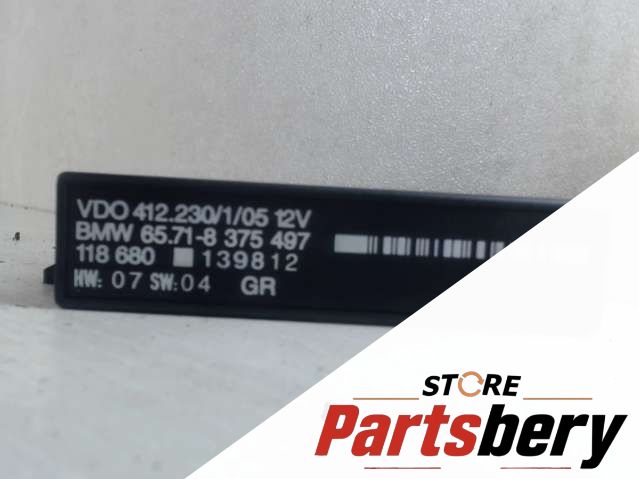 VDO 412.230/1/05 12V
BMW 65.71-8 375 497
118 680 139812
HW: 07 SW: 04 GR
STORE
Partsbery